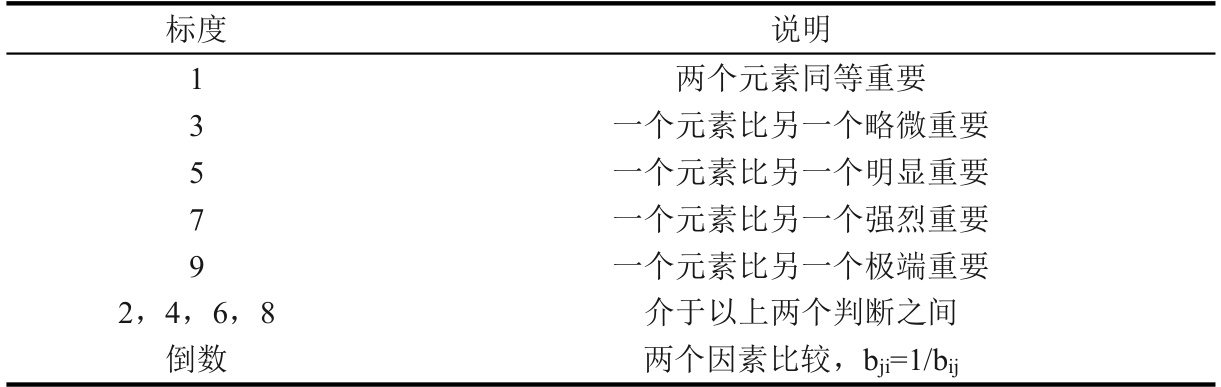 标度 说明
1 两个元素同等重要
3 一个元素比另一个略微重要
5 一个元素比另一个明显重要
7 一个元素比另一个强烈重要
9 一个元素比另一个极端重要
2，4，6，8 介于以上两个判断之间
倒数 两个因素比较，bji=1/bij